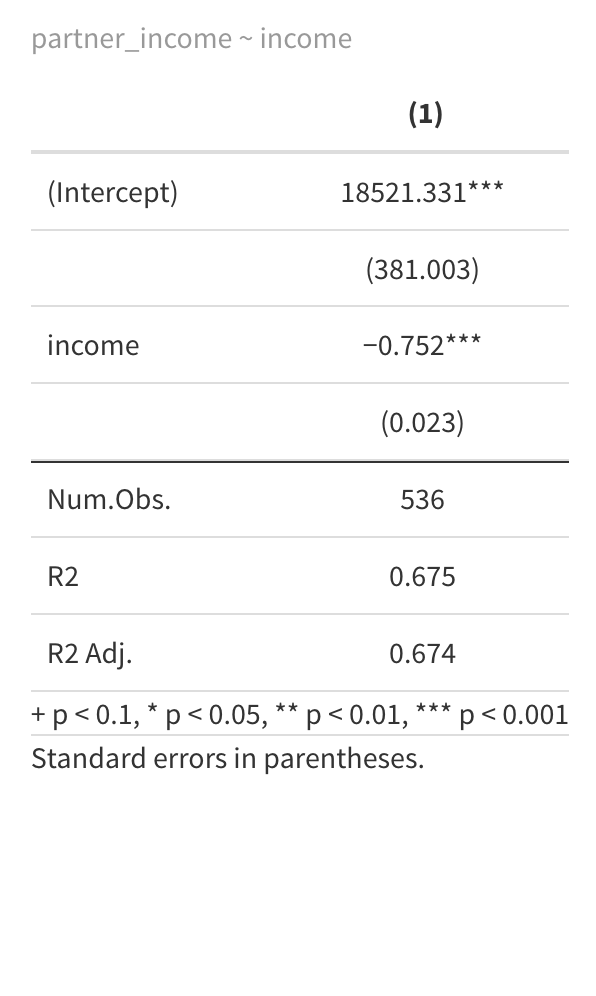 partner_income ~ income
(1)
(Intercept) 18521.331***
(381.003)
income −0.752***
(0.023)
Num.Obs. 536
R2 0.675
R2 Adj. 0.674
+ p < 0.1, * p < 0.05, ** p < 0.01, *** p < 0.001
Standard errors in parentheses.